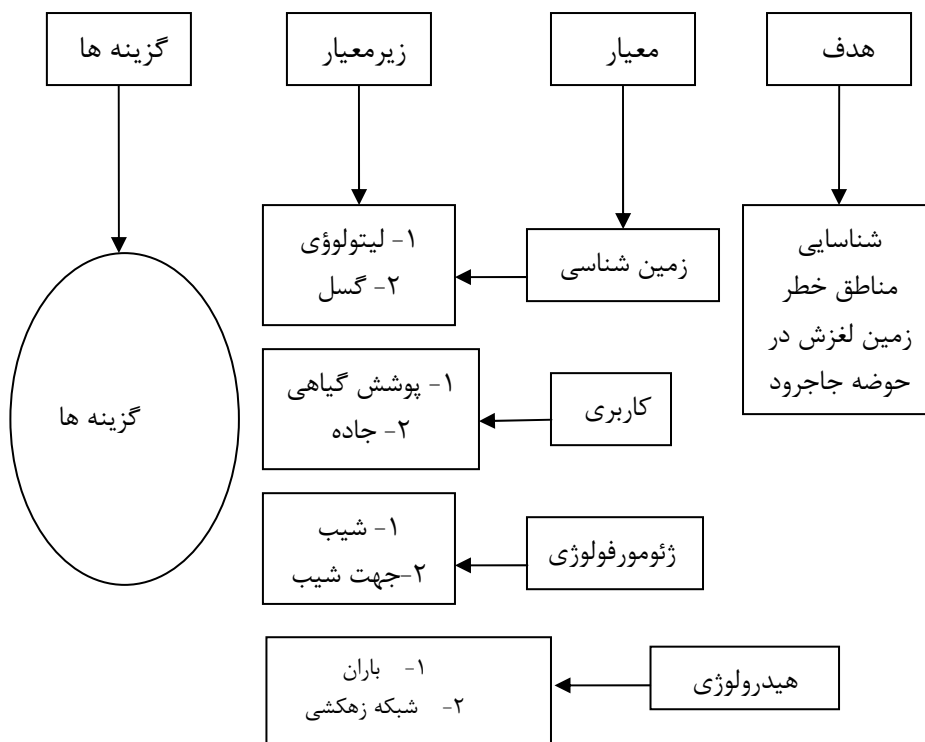 هدف
معیار
زیرمعیار
گزینه ها
شناسایی
مناطق خطر
زمین لغزش در
حوضه جاجرود
زمین شناسی
۱- لیتولوؤی
۲- گسل
کاربری
۱- پوشش گیاهی
۲- جاده
گزینه ها
ژئومورفولوژی
۱- شیب
۲-جهت شیب
هیدرولوژی
۱- باران
۲- شبکه زهکشی